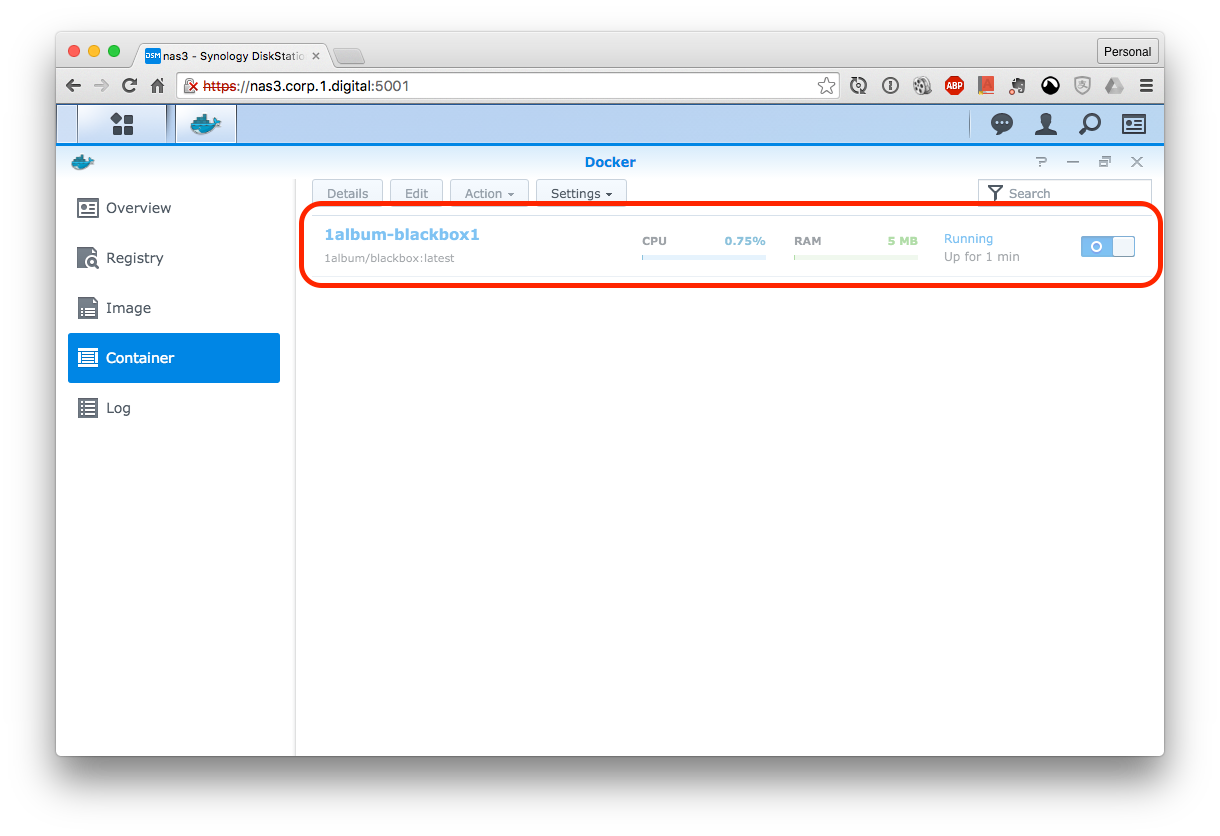 DSM nas3 - Synology DiskStatic
Personal
https://nas3.corp.1.digital:5001
ABP
Docker
Overview
Registry
Image
Container
Log
Details Edit Action Settings Search
1album-blackbox1
1album/blackbox:latest
CPU 0.75% RAM 5 MB
Running
Up for 1 min